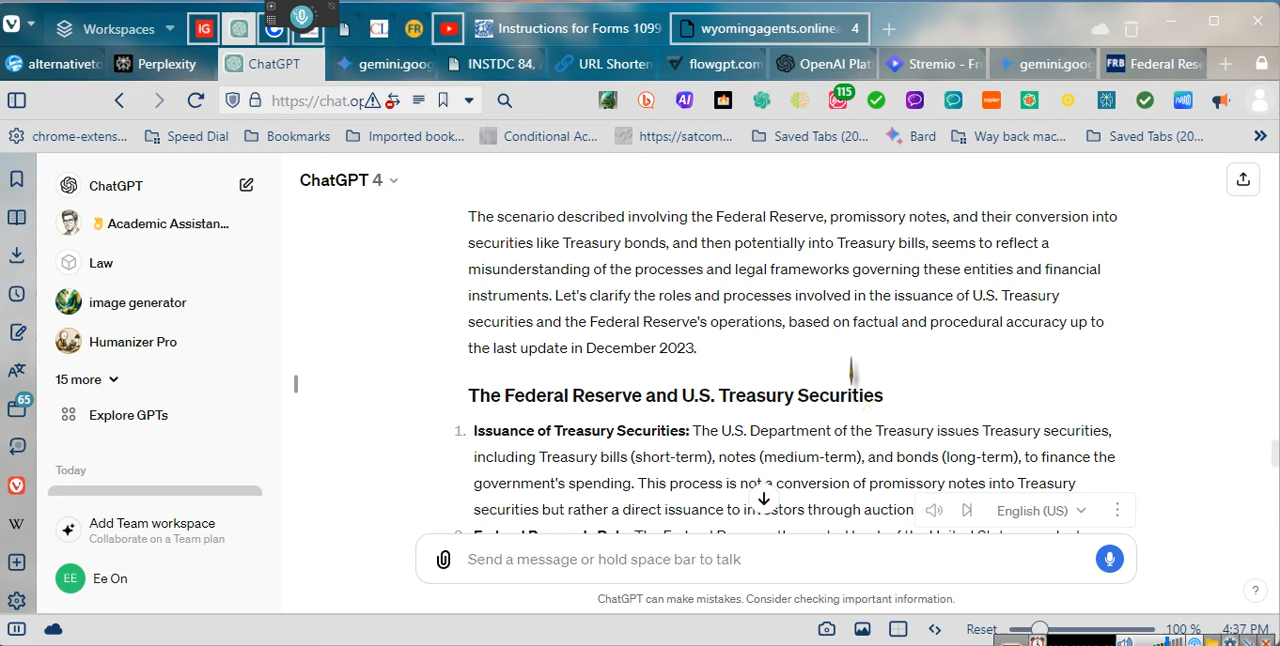 Workspaces
IG
CL
FR
Instructions for Forms 1099
wyomingagents.online
4
alternativeto
Perplexity
ChatGPT
gemini.goog
INSTDC 84,
URL Shorten
flowgpt.com
OpenAI Plat
Stremio - Fr
gemini.goog
FRB
Federal Rese
https://chat.op
115
chrome-extens...
Speed Dial
Bookmarks
Imported book...
Conditional Ac...
https://satcom...
Saved Tabs (20...
Bard
Way back mac...
Saved Tabs (20...
65
W
ChatGPT
Academic Assistan...
Law
image generator
Humanizer Pro
15 more
Explore GPTs
Today
Add Team workspace
Collaborate on a Team plan
EE
Ee On
ChatGPT 4
The scenario described involving the Federal Reserve, promissory notes, and their conversion into
securities like Treasury bonds, and then potentially into Treasury bills, seems to reflect a
misunderstanding of the processes and legal frameworks governing these entities and financial
instruments. Let's clarify the roles and processes involved in the issuance of U.S. Treasury
securities and the Federal Reserve's operations, based on factual and procedural accuracy up to
the last update in December 2023.
The Federal Reserve and U.S. Treasury Securities
1. Issuance of Treasury Securities: The U.S. Department of the Treasury issues Treasury securities,
including Treasury bills (short-term), notes (medium-term), and bonds (long-term), to finance the
government's spending. This process is not a conversion of promissory notes into Treasury
securities but rather a direct issuance to investors through auction
English (US)
Send a message or hold space bar to talk
ChatGPT can make mistakes. Consider checking important information.
?
Reset
100 %
4:37 PM